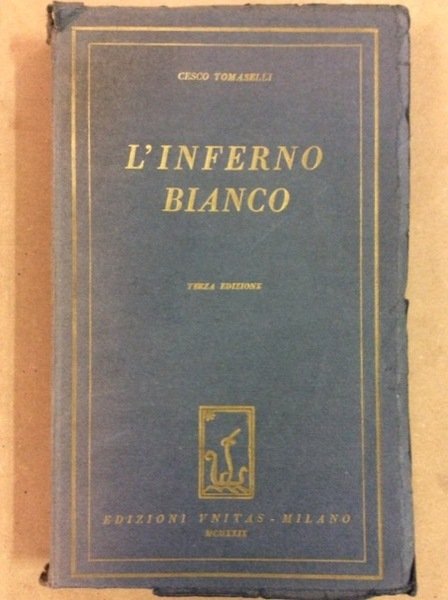 CESCO TOMASELLI
L'INFERNO
BIANCO
TERZA EDIZIONE
EDIZIONI VNITAS - MILANO
MCMXXIX